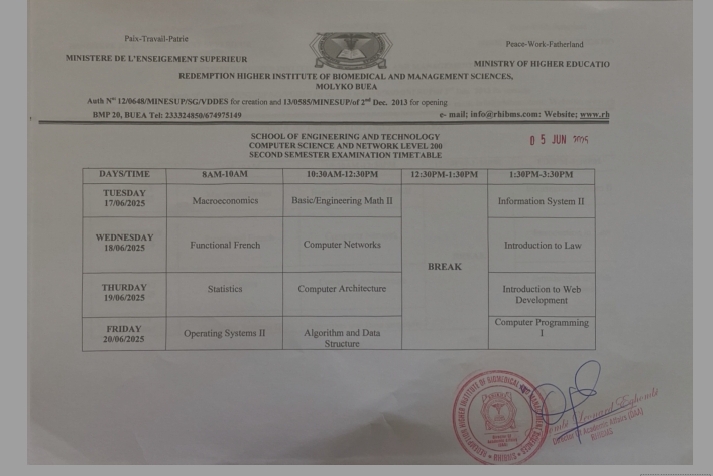 Paix-Travail-Patrie
Peace-Work-Fatherland
MINISTERE DE L'ENSEIGEMENT SUPERIEUR
MINISTRY OF HIGHER EDUCATIO
REDEMPTION HIGHER INSTITUTE OF BIOMEDICAL AND MANAGEMENT SCIENCES,
MOLYKO BUEA
Auth N° 12/0648/MINESUP/SG/VDDES for creation and 13/0585/MINESUP/of 2nd Dec. 2013 for opening
BMP 20, BUEA Tel: 233324850/674975149 e- mail; info@rhibms.com: Website; www.rh
SCHOOL OF ENGINEERING AND TECHNOLOGY
COMPUTER SCIENCE AND NETWORK LEVEL 200
SECOND SEMESTER EXAMINATION TIMETABLE
0 5 JUN 2025
DAYS/TIME 8AM-10AM 10:30AM-12:30PM 12:30PM-1:30PM 1:30PM-3:30PM
TUESDAY
17/06/2025
Macroeconomics
Basic/Engineering Math II
Information System II
WEDNESDAY
18/06/2025
Functional French
Computer Networks
Introduction to Law
BREAK
THURDAY
19/06/2025
Statistics
Computer Architecture
Introduction to Web
Development
FRIDAY
20/06/2025
Operating Systems II
Algorithm and Data
Structure
Computer Programming
I
REDEMPTION HIGHER INSTITUTE OF BIOMEDICAL AND MANAGEMENT SCIENCES
RHIBMS
Director of Academic Affairs (DAA)
RHIBMS